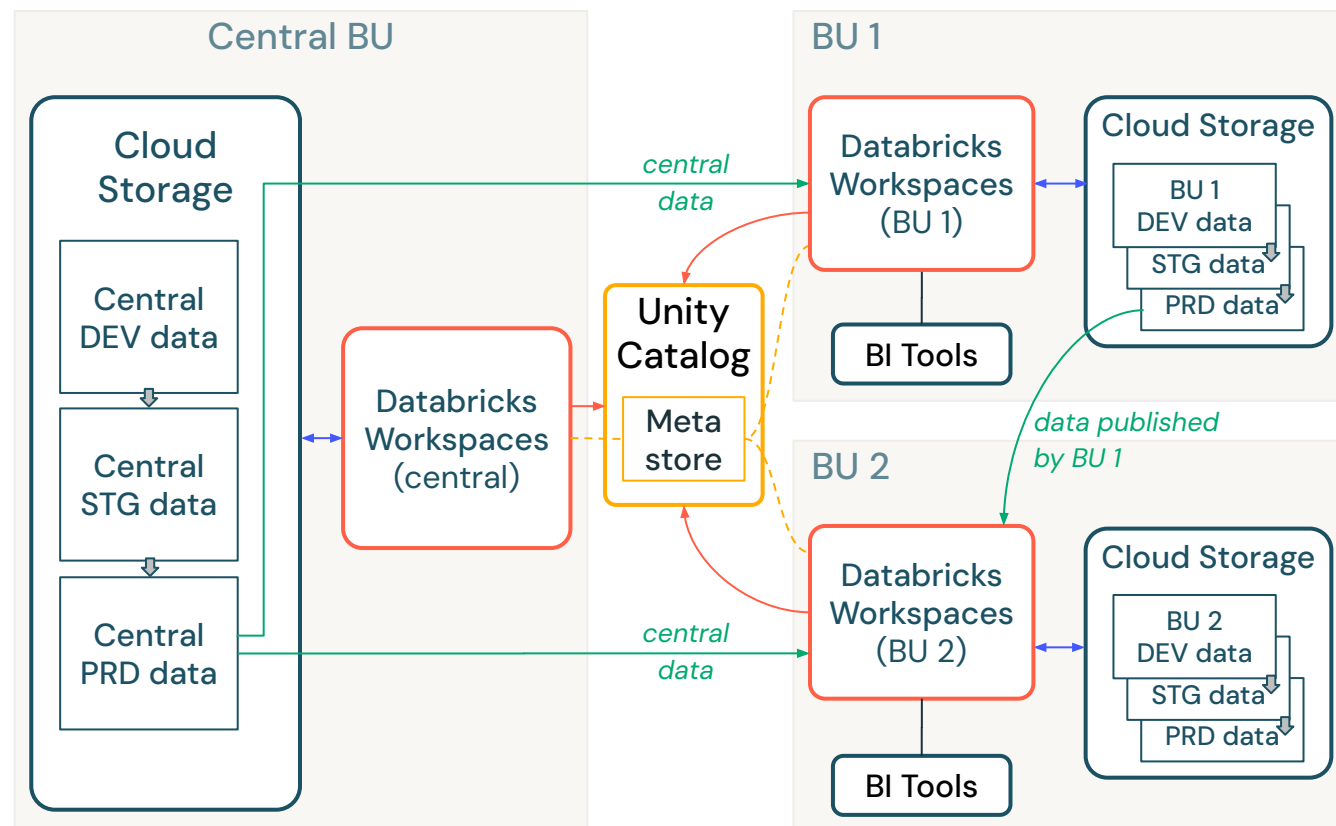 Central BU
Cloud
Storage
Central
DEV data
Central
STG data
Central
PRD data
Databricks
Workspaces
(central)
Unity
Catalog
Meta
store
central
data
central
data
BU 1
Databricks
Workspaces
(BU 1)
BI Tools
Cloud Storage
BU 1
DEV data
STG data
PRD data
data published
by BU 1
BU 2
Databricks
Workspaces
(BU 2)
BI Tools
Cloud Storage
BU 2
DEV data
STG data
PRD data